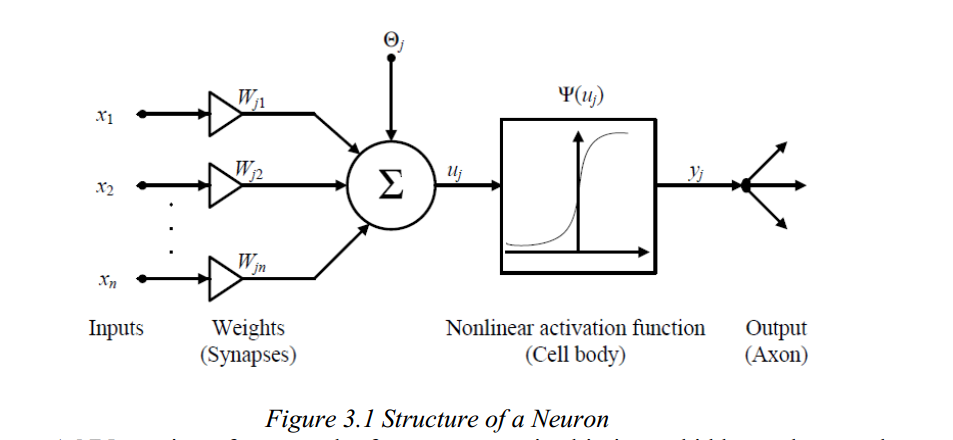 Θj
x1 Wj1 Ψ(uj)
x2 Wj2 Σ uj yj
xn Wjn
Inputs Weights Nonlinear activation function Output
(Synapses) (Cell body) (Axon)
Figure 3.1 Structure of a Neuron